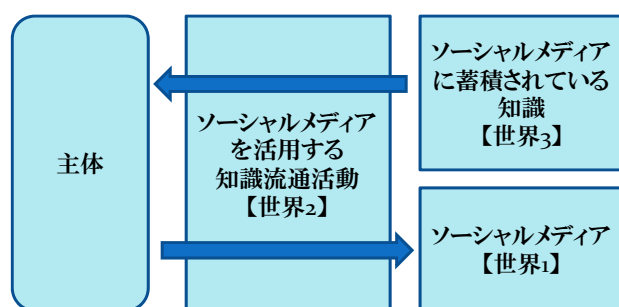 主体
ソーシャルメディア
を活用する
知識流通活動
【世界2】
ソーシャルメディア
に蓄積されている
知識
【世界3】
ソーシャルメディア
【世界1】